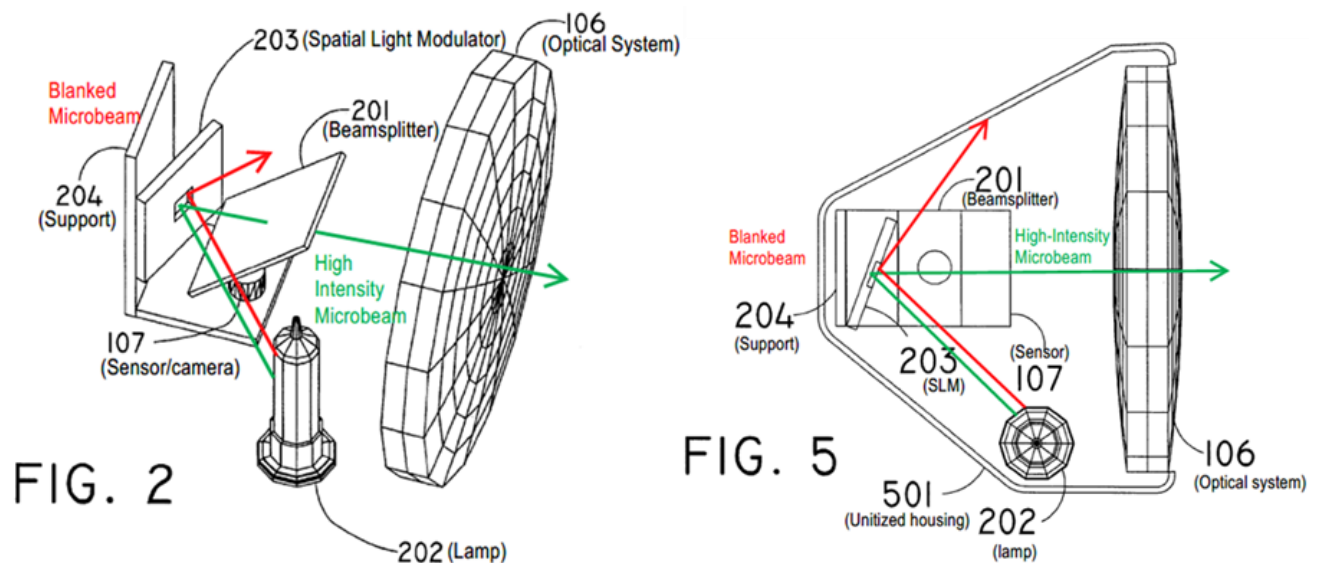 203 (Spatial Light Modulator)
106
(Optical System)
Blanked
Microbeam
201
(Beamsplitter)
204
(Support)
High
Intensity
Microbeam
107
(Sensor/camera)
FIG. 2
202 (Lamp)
201
(Beamsplitter)
Blanked
Microbeam
High-Intensity
Microbeam
204
(Support)
203
(SLM)
(Sensor)
107
FIG. 5
106
(Optical system)
501
(Unitized housing)
202
(lamp)